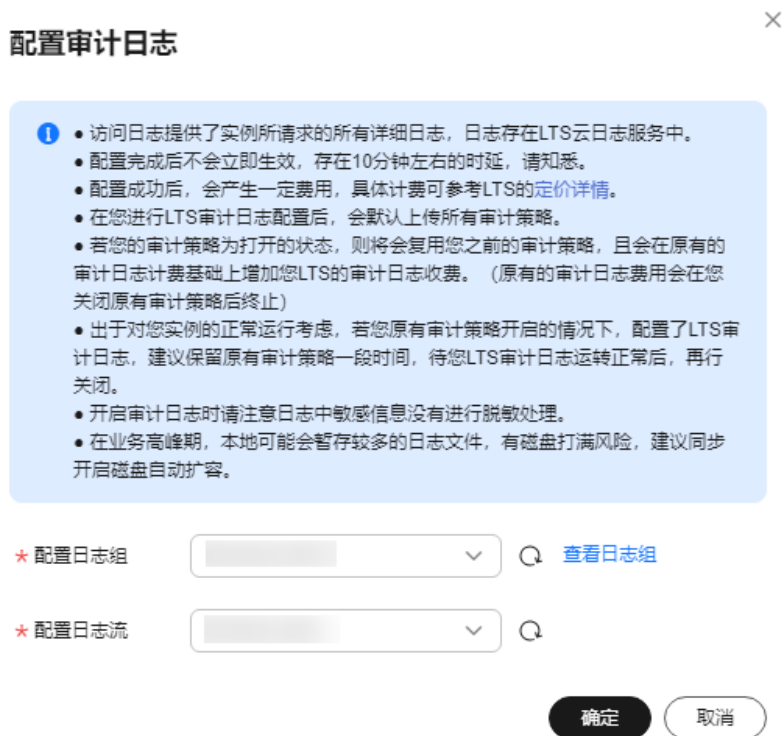 配置审计日志
● 访问日志提供了实例所请求的所有详细日志，日志存在LTS云日志服务中。
● 配置完成后不会立即生效，存在10分钟左右的时延，请知悉。
● 配置成功后，会产生一定费用，具体计费可参考LTS的定价详情。
● 在您进行LTS审计日志配置后，会默认上传所有审计策略。
● 若您的审计策略为打开的状态，则将会复用您之前的审计策略，且会在原有的
审计日志计费基础上增加您LTS的审计日志收费。（原有的审计日志费用会在您
关闭原有审计策略后终止）
● 出于对您实例的正常运行考虑，若您原有审计策略开启的情况下，配置了LTS审
计日志，建议保留原有审计策略一段时间，待您LTS审计日志运转正常后，再行
关闭。
● 开启审计日志时请注意日志中敏感信息没有进行脱敏处理。
● 在业务高峰期，本地可能会暂存较多的日志文件，有磁盘打满风险，建议同步
开启磁盘自动扩容。
* 配置日志组 查看日志组
* 配置日志流
确定 取消